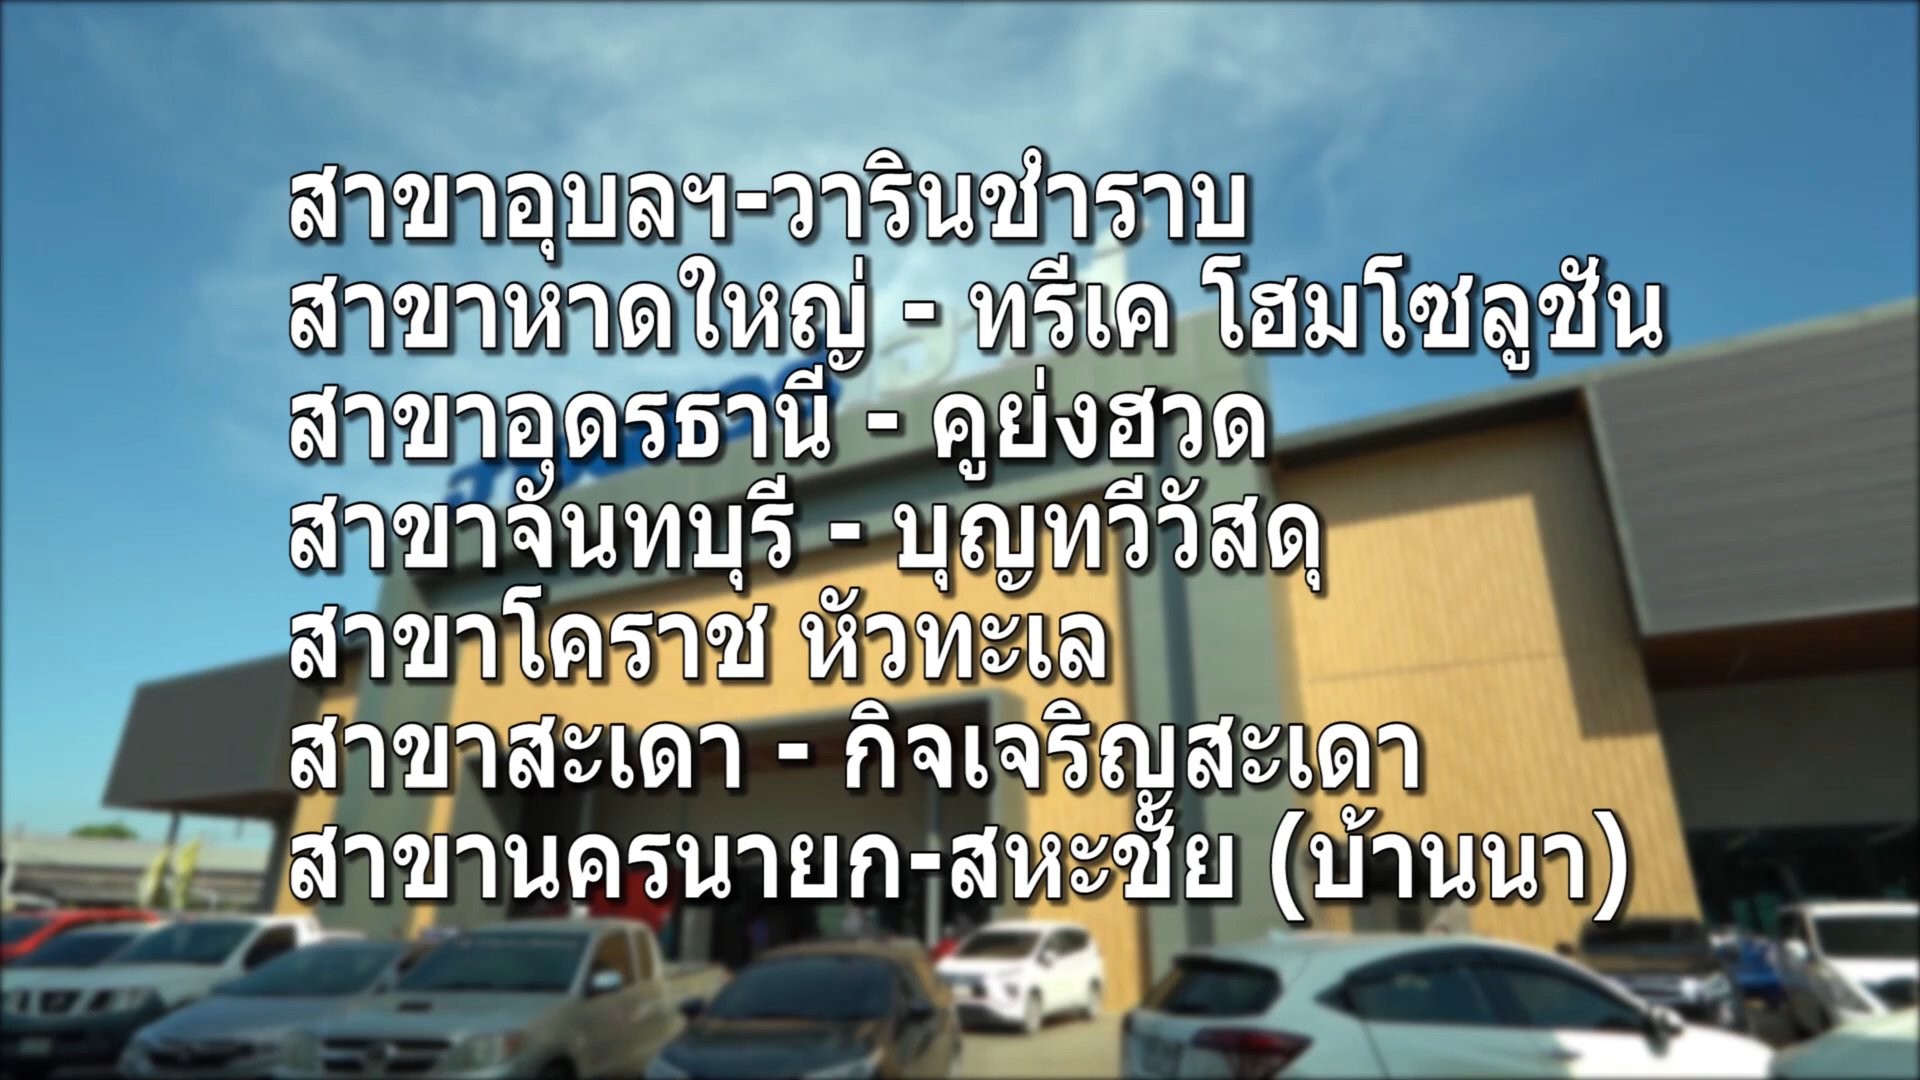 สาขาอุบลฯ-วารินชำราบ
สาขาหาดใหญ่ - ทรีเค โฮมโซลูชัน
สาขาอุดรธานี - คูย่งฮวด
สาขาจันทบุรี - บุญทวีวัสดุ
สาขาโคราช หัวทะเล
สาขาสะเดา - กิจเจริญสะเดา
สาขานครนายก-สหะชัย (บ้านนา)